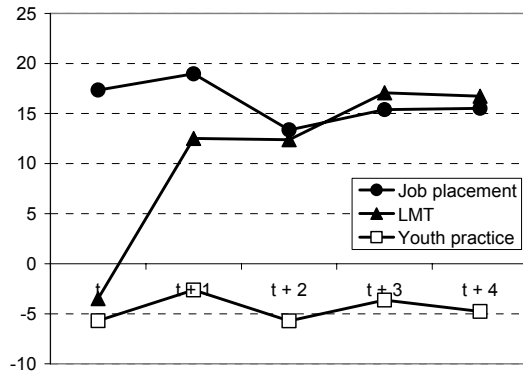 25
20
15
10
5
0
-5
-10
t
t + 1
t + 2
t + 3
t + 4
Job placement
LMT
Youth practice